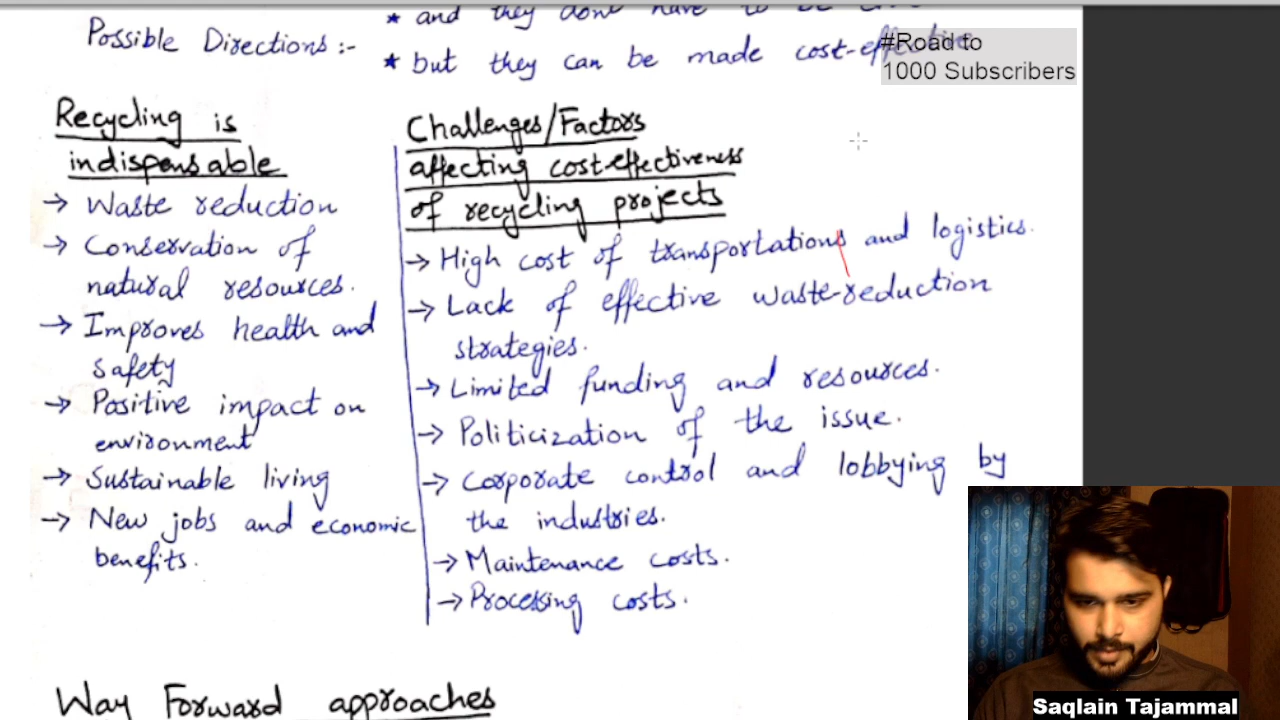 * and they dont have to be
Possible Directions :-
* but they can be made cost-effective
#Road to
1000 Subscribers
Recycling is
indispensable
→ Waste reduction
→ Conservation of
natural resources.
→ Improves health and
safety
→ Positive impact on
environment
→ Sustainable living
→ New jobs and economic
benefits.
Challenges/Factors
affecting cost-effectiveness
of recycling projects
→ High cost of transportations and logistics.
→ Lack of effective waste-reduction
strategies.
→ Limited funding and resources.
→ Politicization of the issue.
→ Corporate control and lobbying by
the industries.
→ Maintenance costs.
→ Processing costs.
Way Forward approaches
Saqlain Tajammal